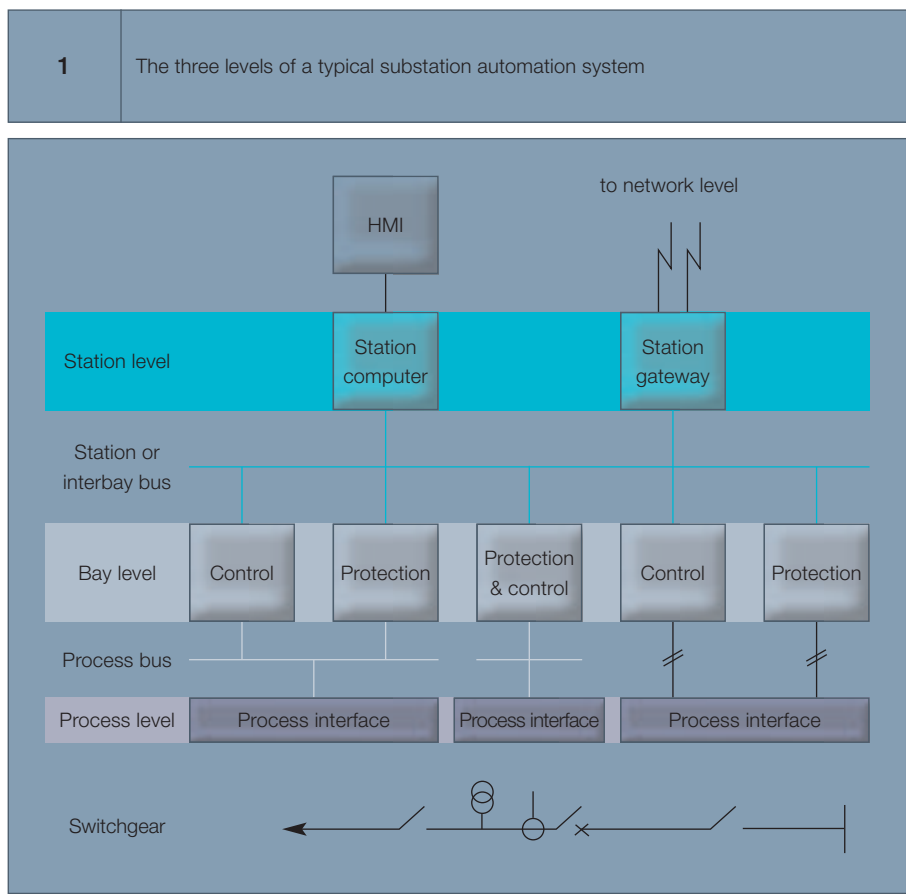 1
The three levels of a typical substation automation system
to network level
HMI
Station level
Station
computer
Station
gateway
Station or
interbay bus
Bay level
Control
Protection
Protection
& control
Control
Protection
Process bus
Process level
Process interface
Process interface
Process interface
Switchgear